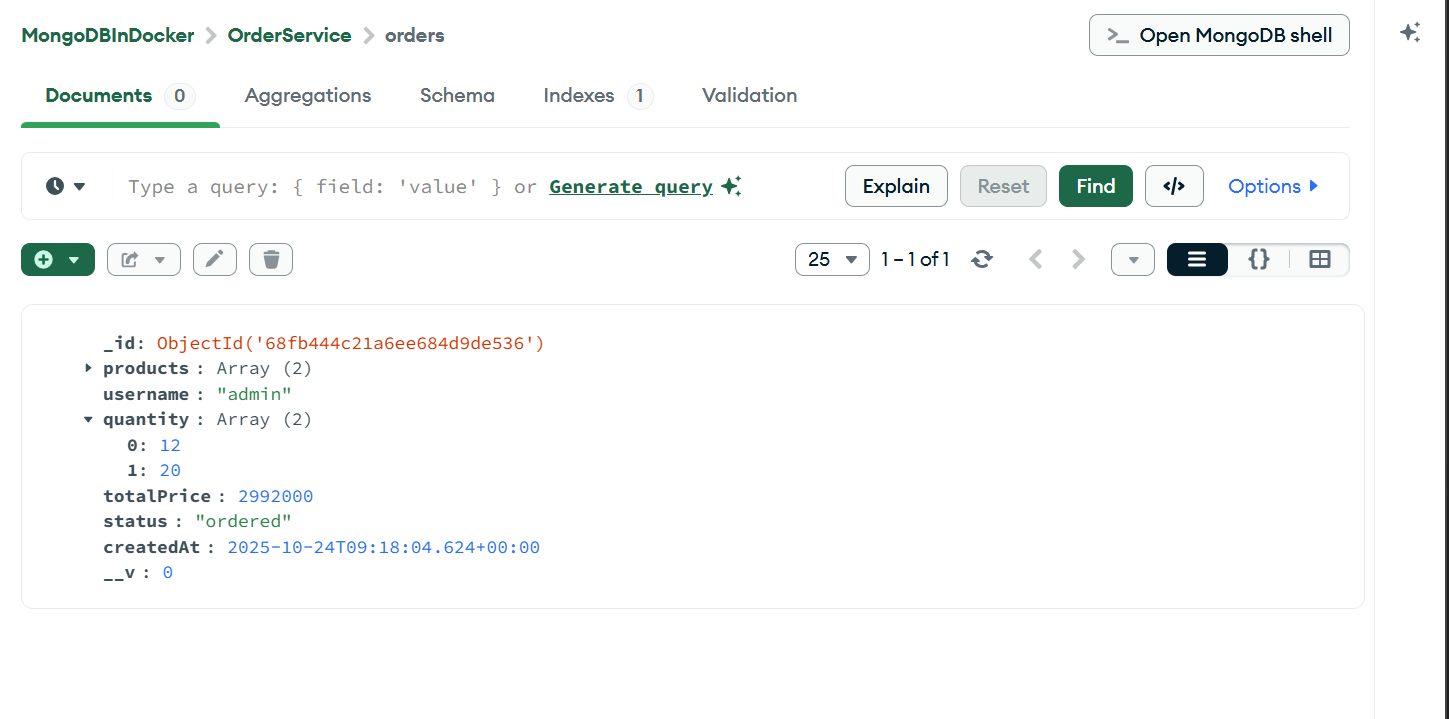 MongoDBInDocker > OrderService > orders
>_ Open MongoDB shell
Documents 0 Aggregations Schema Indexes 1 Validation
Type a query: { field: 'value' } or Generate query
Explain Reset Find </> Options
25 1 – 1 of 1 {}
_id: ObjectId('68fb444c21a6ee684d9de536')
products : Array (2)
username : "admin"
quantity : Array (2)
0: 12
1: 20
totalPrice : 2992000
status : "ordered"
createdAt : 2025-10-24T09:18:04.624+00:00
__v : 0